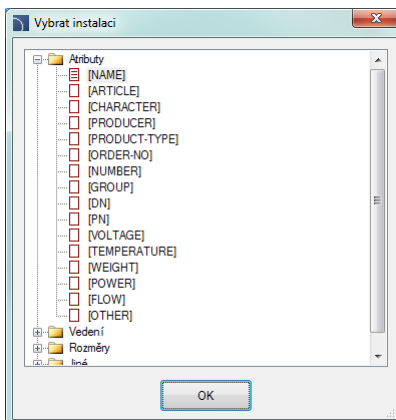 Vybrat instalaci
Atributy
[NAME]
[ARTICLE]
[CHARACTER]
[PRODUCER]
[PRODUCT-TYPE]
[ORDER-NO]
[NUMBER]
[GROUP]
[DN]
[PN]
[VOLTAGE]
[TEMPERATURE]
[WEIGHT]
[POWER]
[FLOW]
[OTHER]
Vedení
Rozměry
Jiné
OK